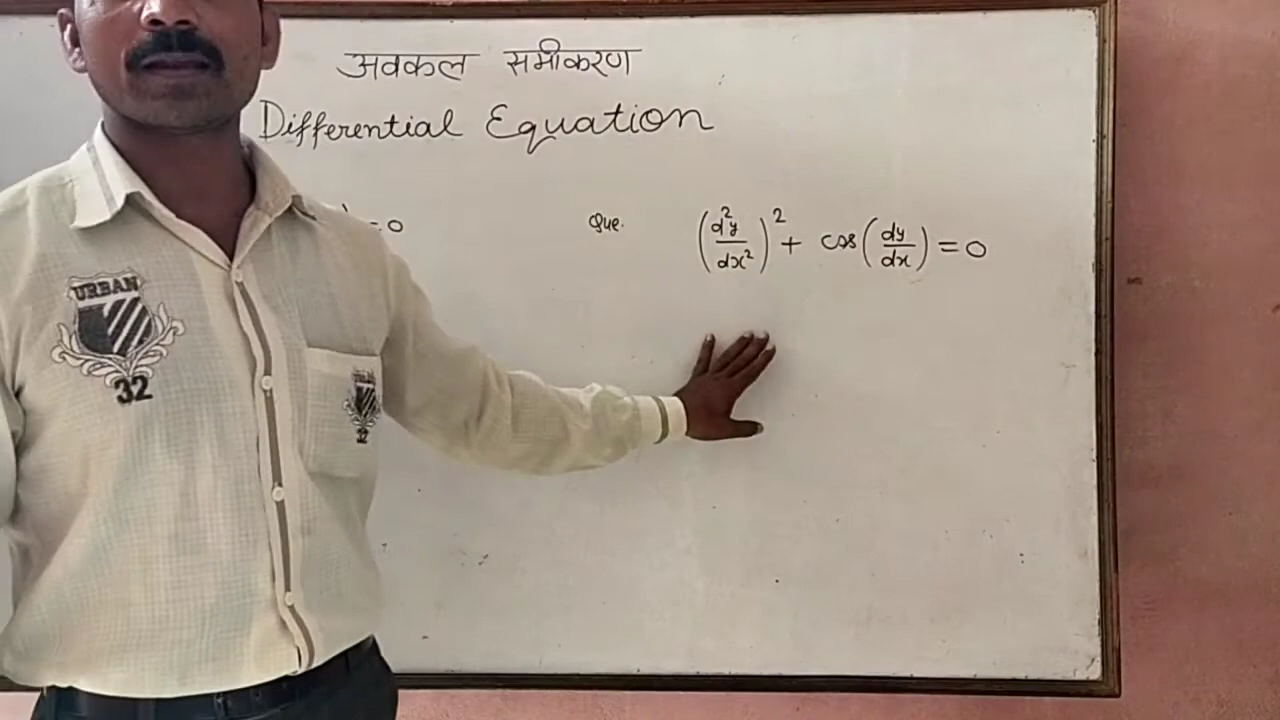 अवकल समीकरण
Differential Equation
= 0
Que. (d²y/dx²)² + cos(dy/dx) = 0
URBAN
32